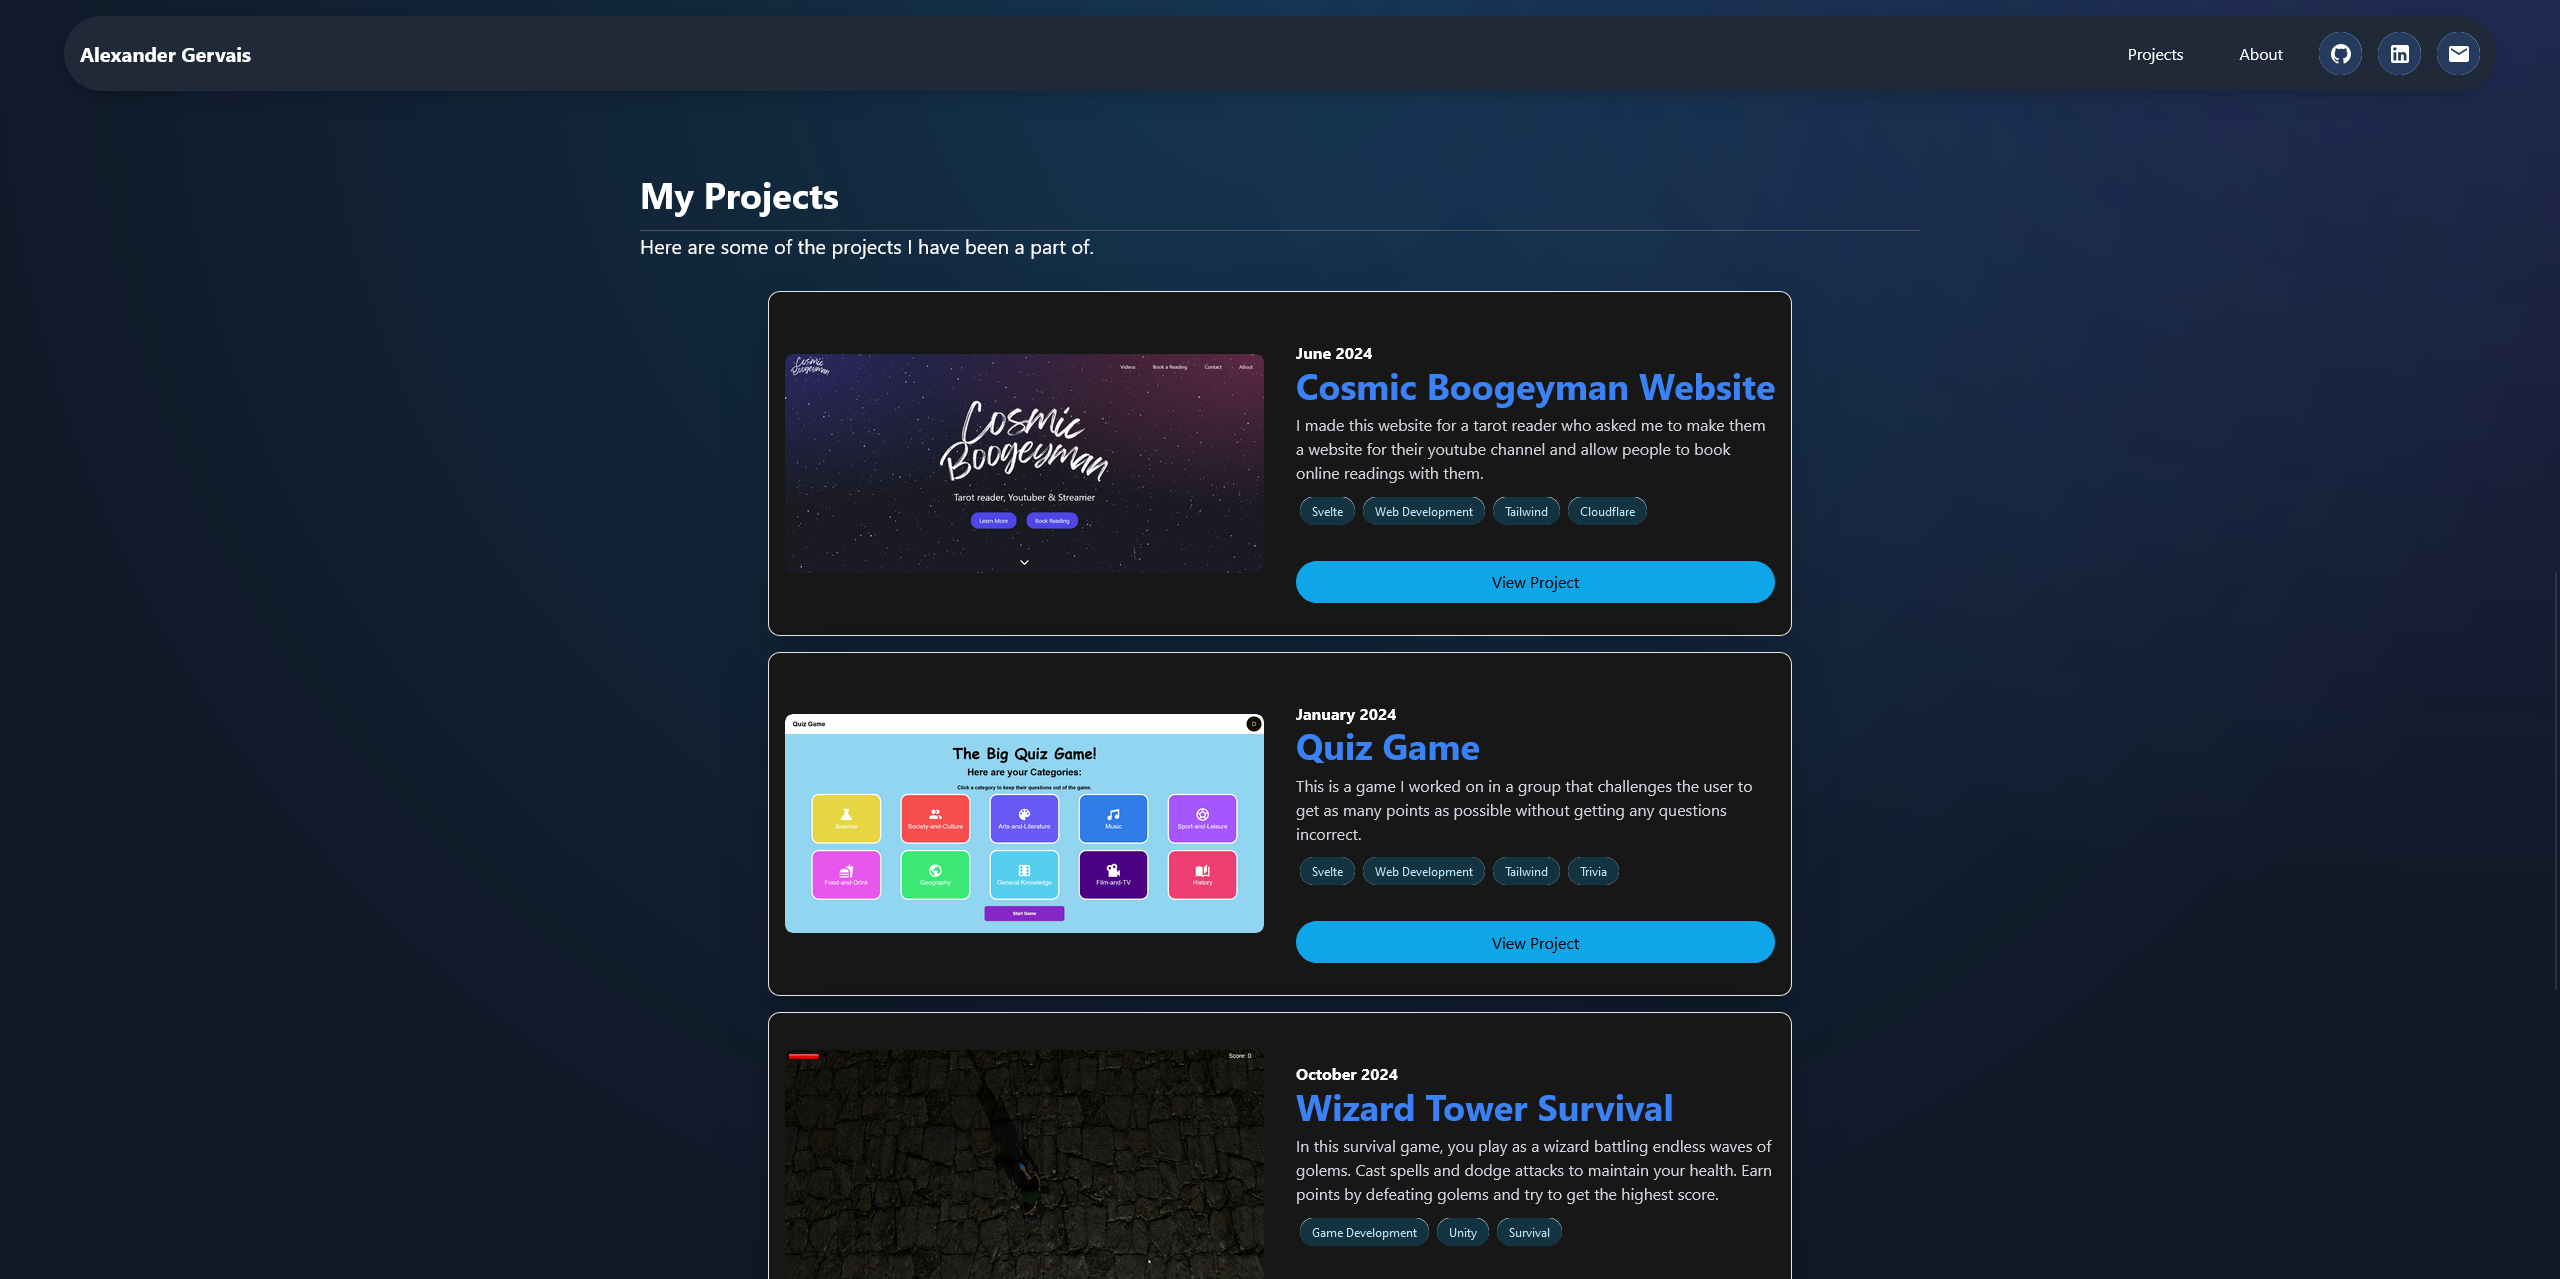 Alexander Gervais
Projects
About
My Projects
Here are some of the projects I have been a part of.
Cosmic Boogeyman
Videos
Book a Reading
Contact
About
Cosmic
Boogeyman
Tarot reader, Youtuber & Streamer
Learn More
Book Reading
June 2024
Cosmic Boogeyman Website
I made this website for a tarot reader who asked me to make them
a website for their youtube channel and allow people to book
online readings with them.
Svelte
Web Development
Tailwind
Cloudflare
View Project
Quiz Game
The Big Quiz Game!
Here are your Categories:
Click a category to keep their questions out of the game.
Science
Society-and-Culture
Arts-and-Literature
Music
Sport-and-Leisure
Food-and-Drink
Geography
General Knowledge
Film-and-TV
History
Start Game
January 2024
Quiz Game
This is a game I worked on in a group that challenges the user to
get as many points as possible without getting any questions
incorrect.
Svelte
Web Development
Tailwind
Trivia
View Project
Score: 0
October 2024
Wizard Tower Survival
In this survival game, you play as a wizard battling endless waves of
golems. Cast spells and dodge attacks to maintain your health. Earn
points by defeating golems and try to get the highest score.
Game Development
Unity
Survival